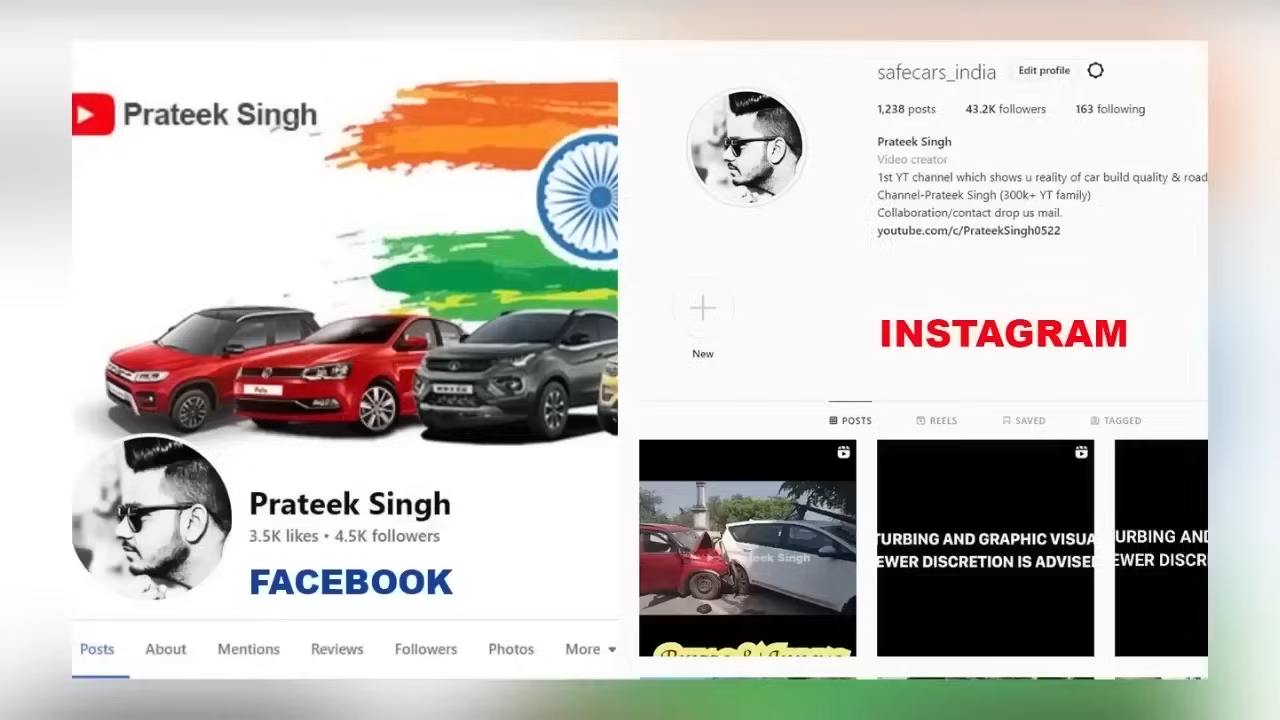 Prateek Singh
Prateek Singh
3.5K likes • 4.5K followers
FACEBOOK
Posts About Mentions Reviews Followers Photos More
safecars_india Edit profile
1,238 posts 43.2K followers 163 following
Prateek Singh
Video creator
1st YT channel which shows u reality of car build quality & road
Channel-Prateek Singh (300k+ YT family)
Collaboration/contact drop us mail.
youtube.com/c/PrateekSingh0522
New
INSTAGRAM
POSTS REELS SAVED TAGGED
teek Singh
TURBING AND GRAPHIC VISUA
EWER DISCRETION IS ADVISE
URBING AND
EWER DISCR